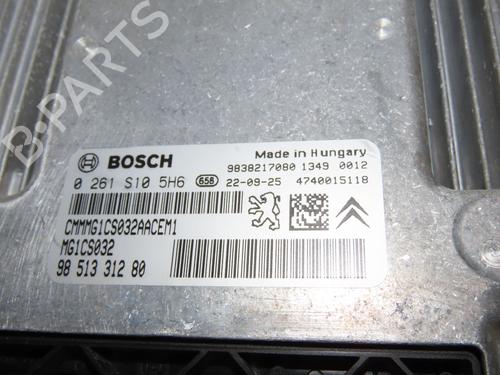 B-PARTS
BOSCH
Made in Hungary
9838217080 1349 0012
0 261 S10 5H6 658 22-09-25 4740015118
CMMMG1CS032AACEM1
MG1CS032
98 513 312 80